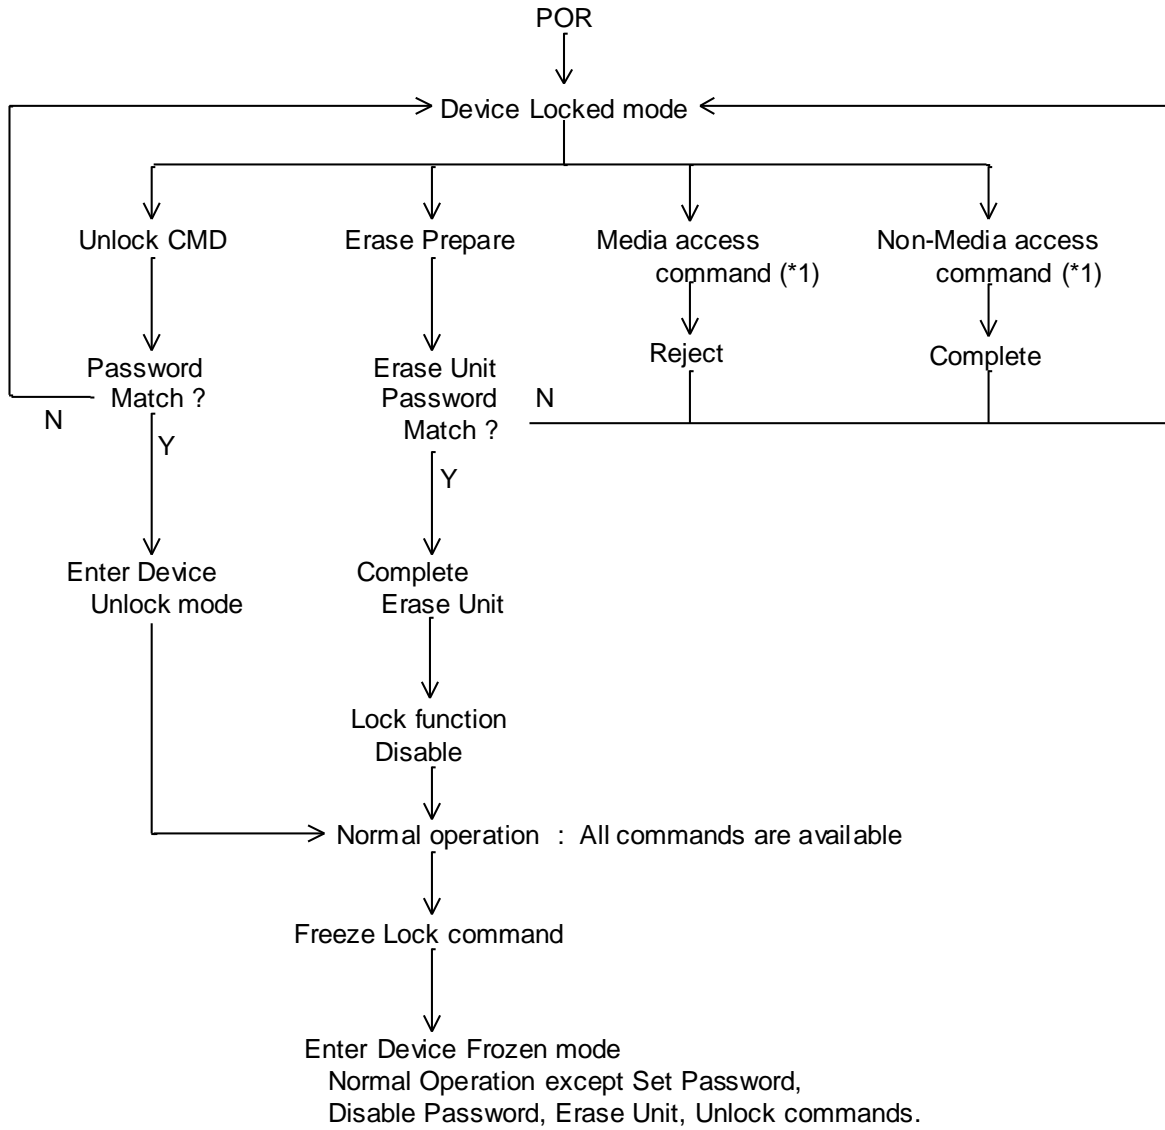 POR
Device Locked mode
Unlock CMD
Erase Prepare
Media access
command (*1)
Non-Media access
command (*1)
Password
Match ?
N
Y
Erase Unit
Password
Match ?
N
Y
Reject
Complete
Enter Device
Unlock mode
Complete
Erase Unit
Lock function
Disable
Normal operation : All commands are available
Freeze Lock command
Enter Device Frozen mode
Normal Operation except Set Password,
Disable Password, Erase Unit, Unlock commands.